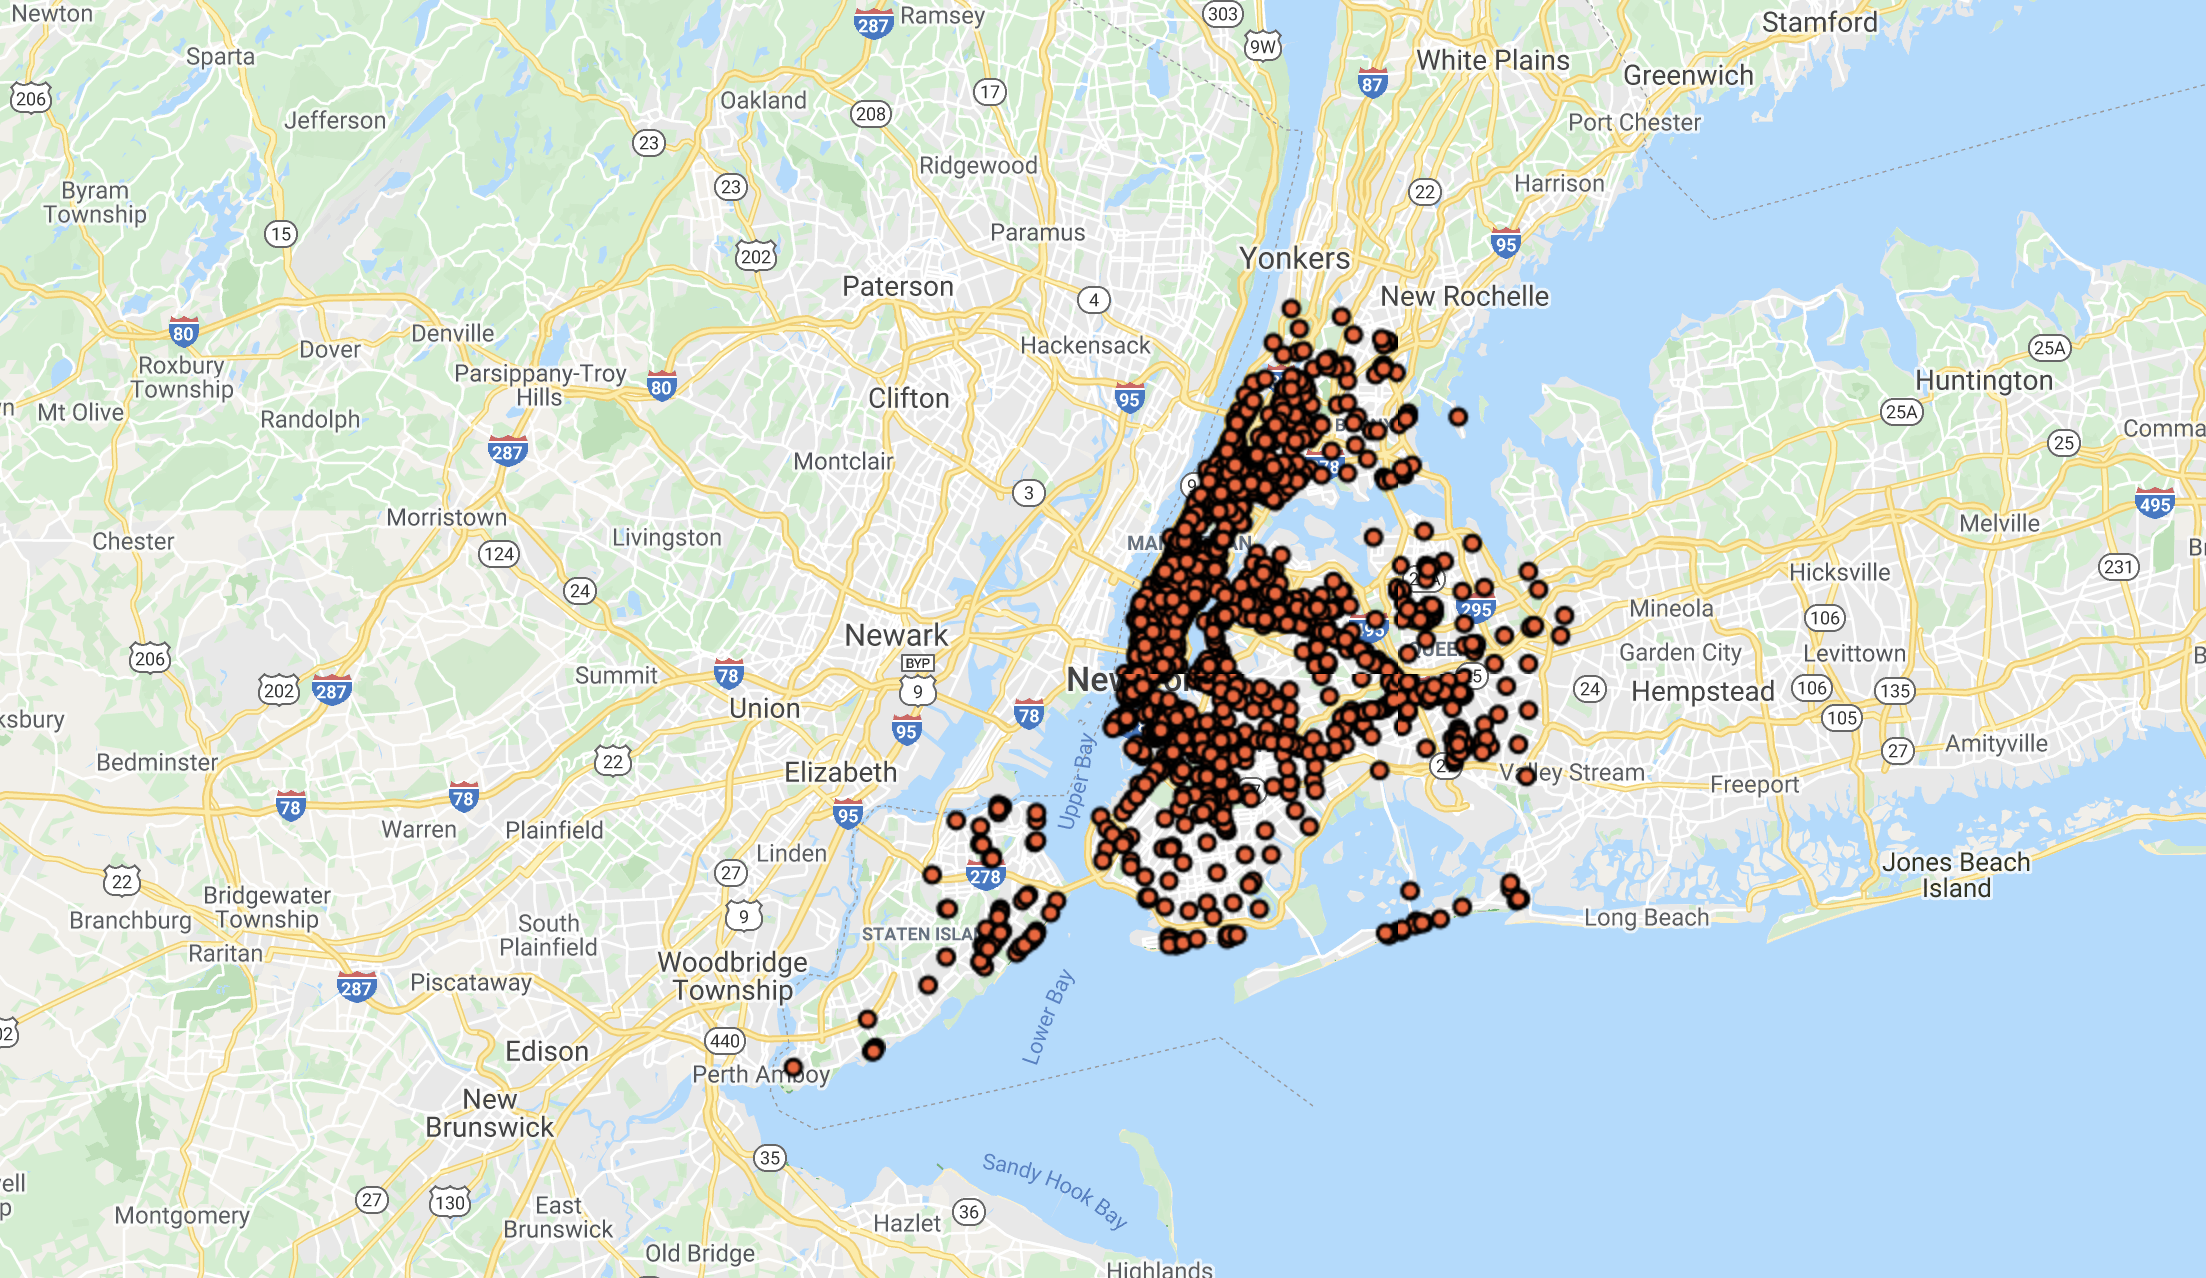 Newton
287
Ramsey
303
9W
Stamford
Sparta
White Plains
Greenwich
206
Oakland
17
87
Jefferson
208
Port Chester
23
Ridgewood
Byram
Township
23
22
Harrison
15
Paramus
95
202
Yonkers
Paterson
4
New Rochelle
80
Denville
Dover
Hackensack
25A
Roxbury
Township
Parsippany-Troy
Hills
80
Huntington
Mt Olive
Randolph
Clifton
95
25A
287
25
Comma
Montclair
3
495
Morristown
Livingston
Melville
Chester
124
Hicksville
231
24
Mineola
295
106
Newark
206
BYP
9
Garden City
Levittown
Summit
78
202
287
24
Hempstead
106
135
Union
78
95
105
ksbury
22
27
Amityville
Bedminster
Elizabeth
Valley Stream
Freeport
78
78
95
Upper Bay
Warren
Plainfield
Linden
278
22
27
Jones Beach
Island
Bridgewater
Township
9
Branchburg
South
Plainfield
Long Beach
Raritan
Woodbridge
Township
287
Piscataway
Lower Bay
440
Edison
Perth Amboy
New
Brunswick
35
Sandy Hook Bay
27
130
East
Brunswick
36
Montgomery
Hazlet
Old Bridge
Highlands